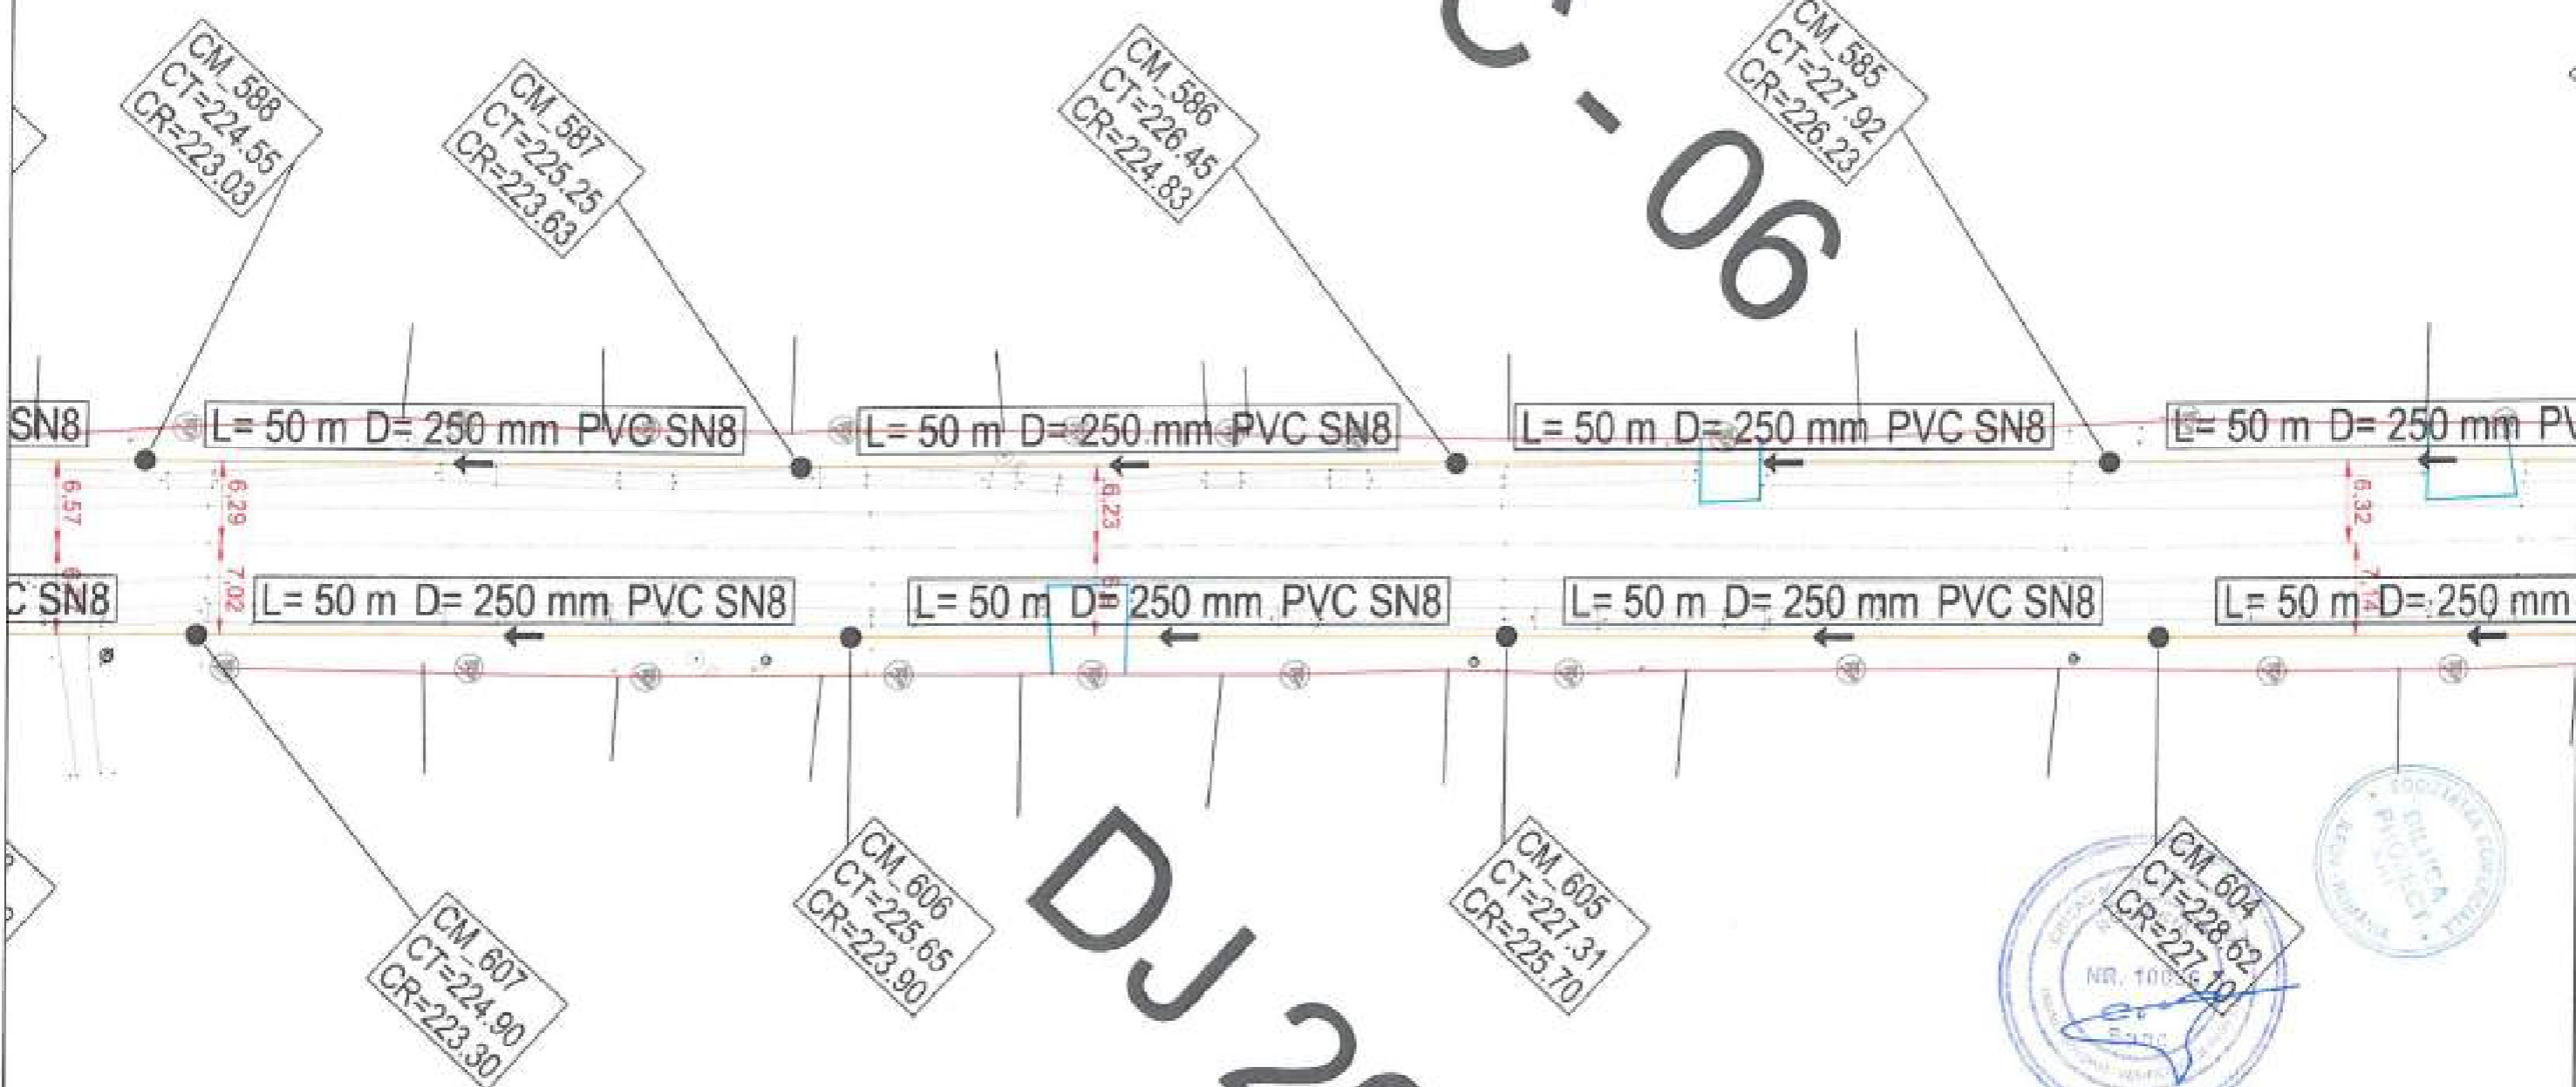 CM_588
CT=224.55
CR=223.03
CM_587
CT=225.25
CR=223.63
CM_586
CT=226.45
CR=224.83
C - 06
CM_585
CT=227.92
CR=226.23
SN8
L= 50 m D= 250 mm PVC SN8
L= 50 m D= 250 mm PVC SN8
L= 50 m D= 250 mm PVC SN8
L= 50 m D= 250 mm PV
6,57
6,29
6,23
6,32
7,02
7,14
C SN8
L= 50 m D= 250 mm PVC SN8
L= 50 m D= 250 mm PVC SN8
L= 50 m D= 250 mm PVC SN8
L= 50 m D= 250 mm
CM_607
CT=224.90
CR=223.30
CM_606
CT=225.65
CR=223.90
DJ 2
CM_605
CT=227.31
CR=225.70
CM_604
CT=228.62
CR=227.10
NR.
PROIECT